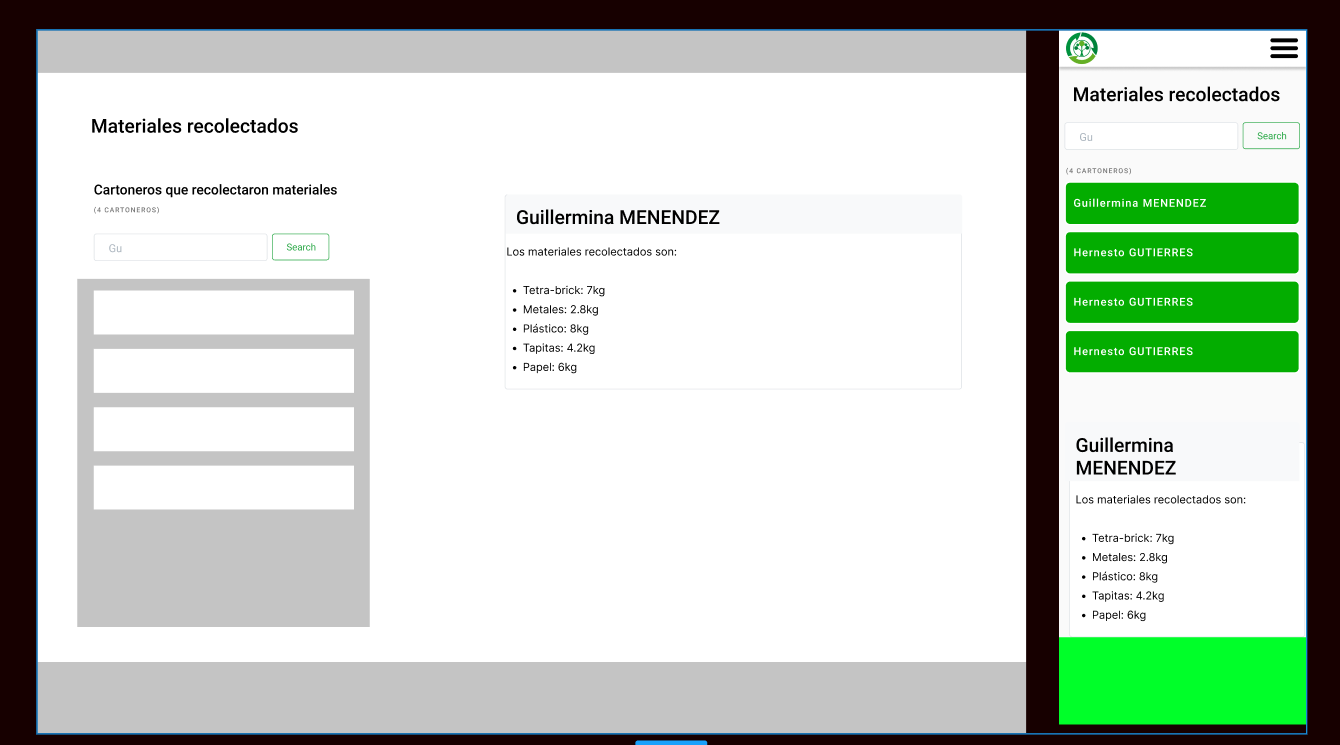 Materiales recolectados
Cartoneros que recolectaron materiales
(4 CARTONEROS)
Gu
Search
Guillermina MENENDEZ
Los materiales recolectados son:
• Tetra-brick: 7kg
• Metales: 2.8kg
• Plástico: 8kg
• Tapitas: 4.2kg
• Papel: 6kg
Materiales recolectados
Gu
Search
(4 CARTONEROS)
Guillermina MENENDEZ
Hernesto GUTIERRES
Hernesto GUTIERRES
Hernesto GUTIERRES
Guillermina
MENENDEZ
Los materiales recolectados son:
• Tetra-brick: 7kg
• Metales: 2.8kg
• Plástico: 8kg
• Tapitas: 4.2kg
• Papel: 6kg